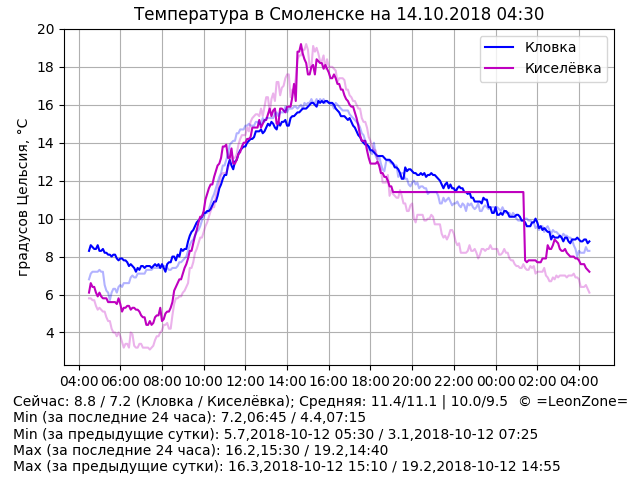 Температура в Смоленске на 14.10.2018 04:30
градусов Цельсия, °C
20
18
16
14
12
10
8
6
4
Кловка
Киселёвка
04:00 06:00 08:00 10:00 12:00 14:00 16:00 18:00 20:00 22:00 00:00 02:00 04:00
Сейчас: 8.8 / 7.2 (Кловка / Киселёвка); Средняя: 11.4/11.1 | 10.0/9.5 © =LeonZone=
Min (за последние 24 часа): 7.2,06:45 / 4.4,07:15
Min (за предыдущие сутки): 5.7,2018-10-12 05:30 / 3.1,2018-10-12 07:25
Max (за последние 24 часа): 16.2,15:30 / 19.2,14:40
Max (за предыдущие сутки): 16.3,2018-10-12 15:10 / 19.2,2018-10-12 14:55